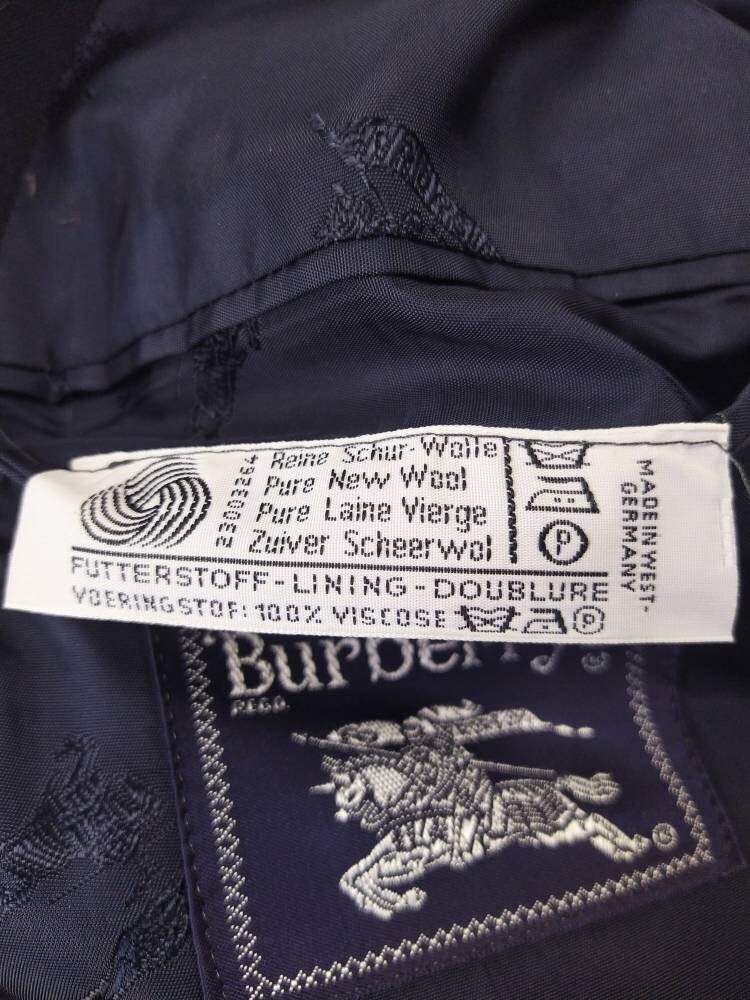 23003264
Reine Schur-Wolle
Pure New Wool
Pure Laine Vierge
Zuiver Scheerwol
P
MADE IN WEST-
GERMANY
FUTTERSTOFF-LINING-DOUBLURE
VOERINGSTOF: 100% VISCOSE P
Burberrys®
REGD.
®